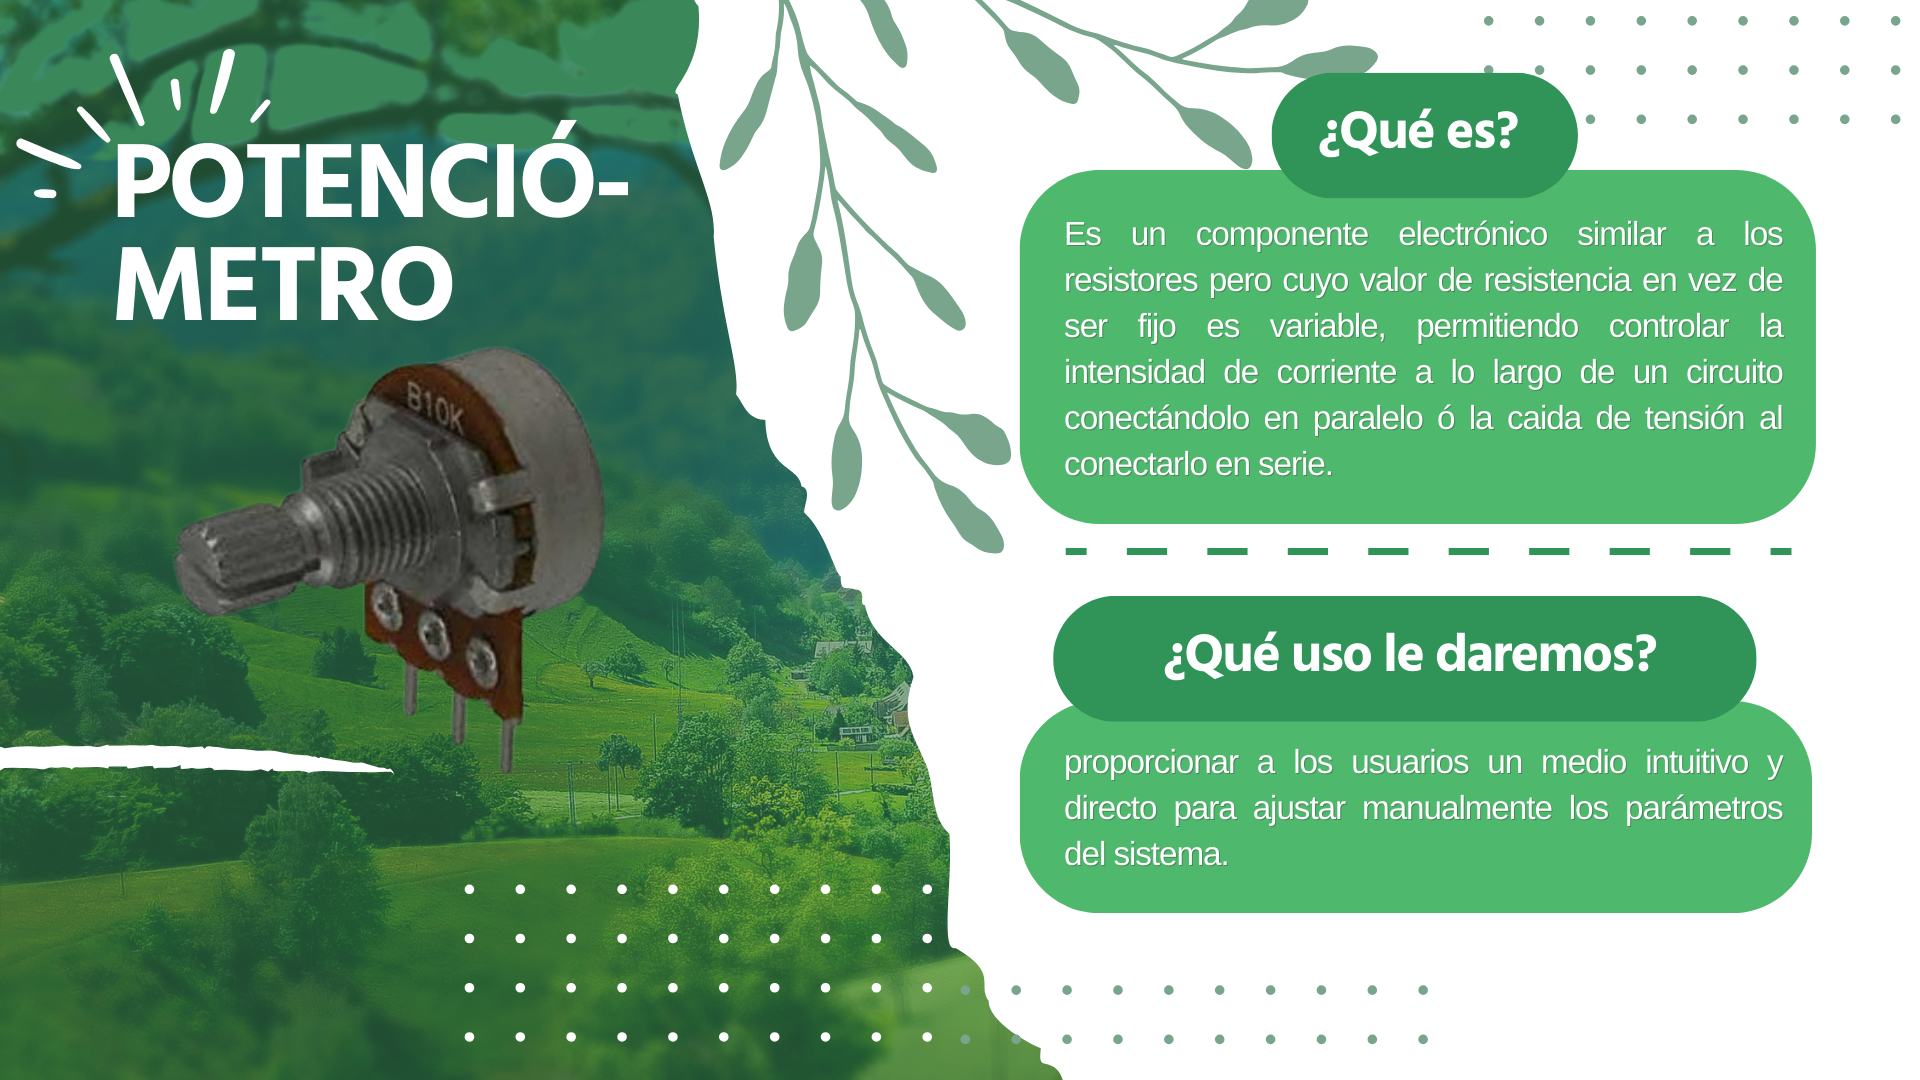 POTENCIÓ-
METRO
B10K
¿Qué es?
Es un componente electrónico similar a los
resistores pero cuyo valor de resistencia en vez de
ser fijo es variable, permitiendo controlar la
intensidad de corriente a lo largo de un circuito
conectándolo en paralelo ó la caida de tensión al
conectarlo en serie.
¿Qué uso le daremos?
proporcionar a los usuarios un medio intuitivo y
directo para ajustar manualmente los parámetros
del sistema.